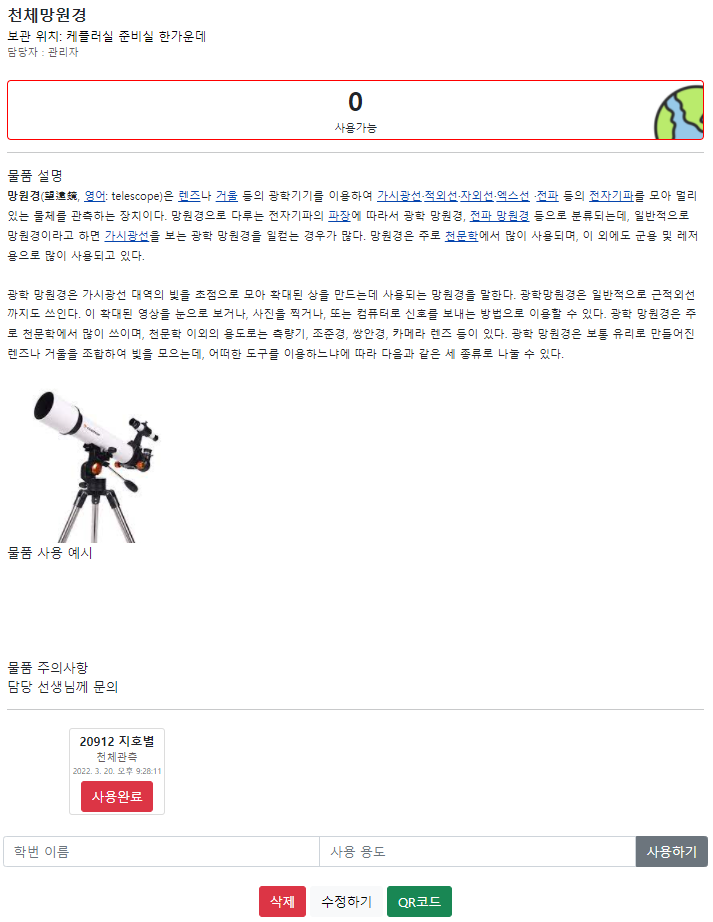 천체망원경
보관 위치: 케플러실 준비실 한가운데
담당자 : 관리자
0
사용가능
물품 설명
망원경(望遠鏡, 영어: telescope)은 렌즈나 거울 등의 광학기기를 이용하여 가시광선·적외선·자외선·엑스선 ·전파 등의 전자기파를 모아 멀리
있는 물체를 관측하는 장치이다. 망원경으로 다루는 전자기파의 파장에 따라서 광학 망원경, 전파 망원경 등으로 분류되는데, 일반적으로
망원경이라고 하면 가시광선을 보는 광학 망원경을 일컫는 경우가 많다. 망원경은 주로 천문학에서 많이 사용되며, 이 외에도 군용 및 레저
용으로 많이 사용되고 있다.
광학 망원경은 가시광선 대역의 빛을 초점으로 모아 확대된 상을 만드는데 사용되는 망원경을 말한다. 광학망원경은 일반적으로 근적외선
까지도 쓰인다. 이 확대된 영상을 눈으로 보거나, 사진을 찍거나, 또는 컴퓨터로 신호를 보내는 방법으로 이용할 수 있다. 광학 망원경은 주
로 천문학에서 많이 쓰이며, 천문학 이외의 용도로는 측량기, 조준경, 쌍안경, 카메라 렌즈 등이 있다. 광학 망원경은 보통 유리로 만들어진
렌즈나 거울을 조합하여 빛을 모으는데, 어떠한 도구를 이용하느냐에 따라 다음과 같은 세 종류로 나눌 수 있다.
물품 사용 예시
물품 주의사항
담당 선생님께 문의
20912 지호별
천체관측
2022. 3. 20. 오후 9:28:11
사용완료
학번 이름 사용 용도 사용하기
삭제 수정하기 QR코드